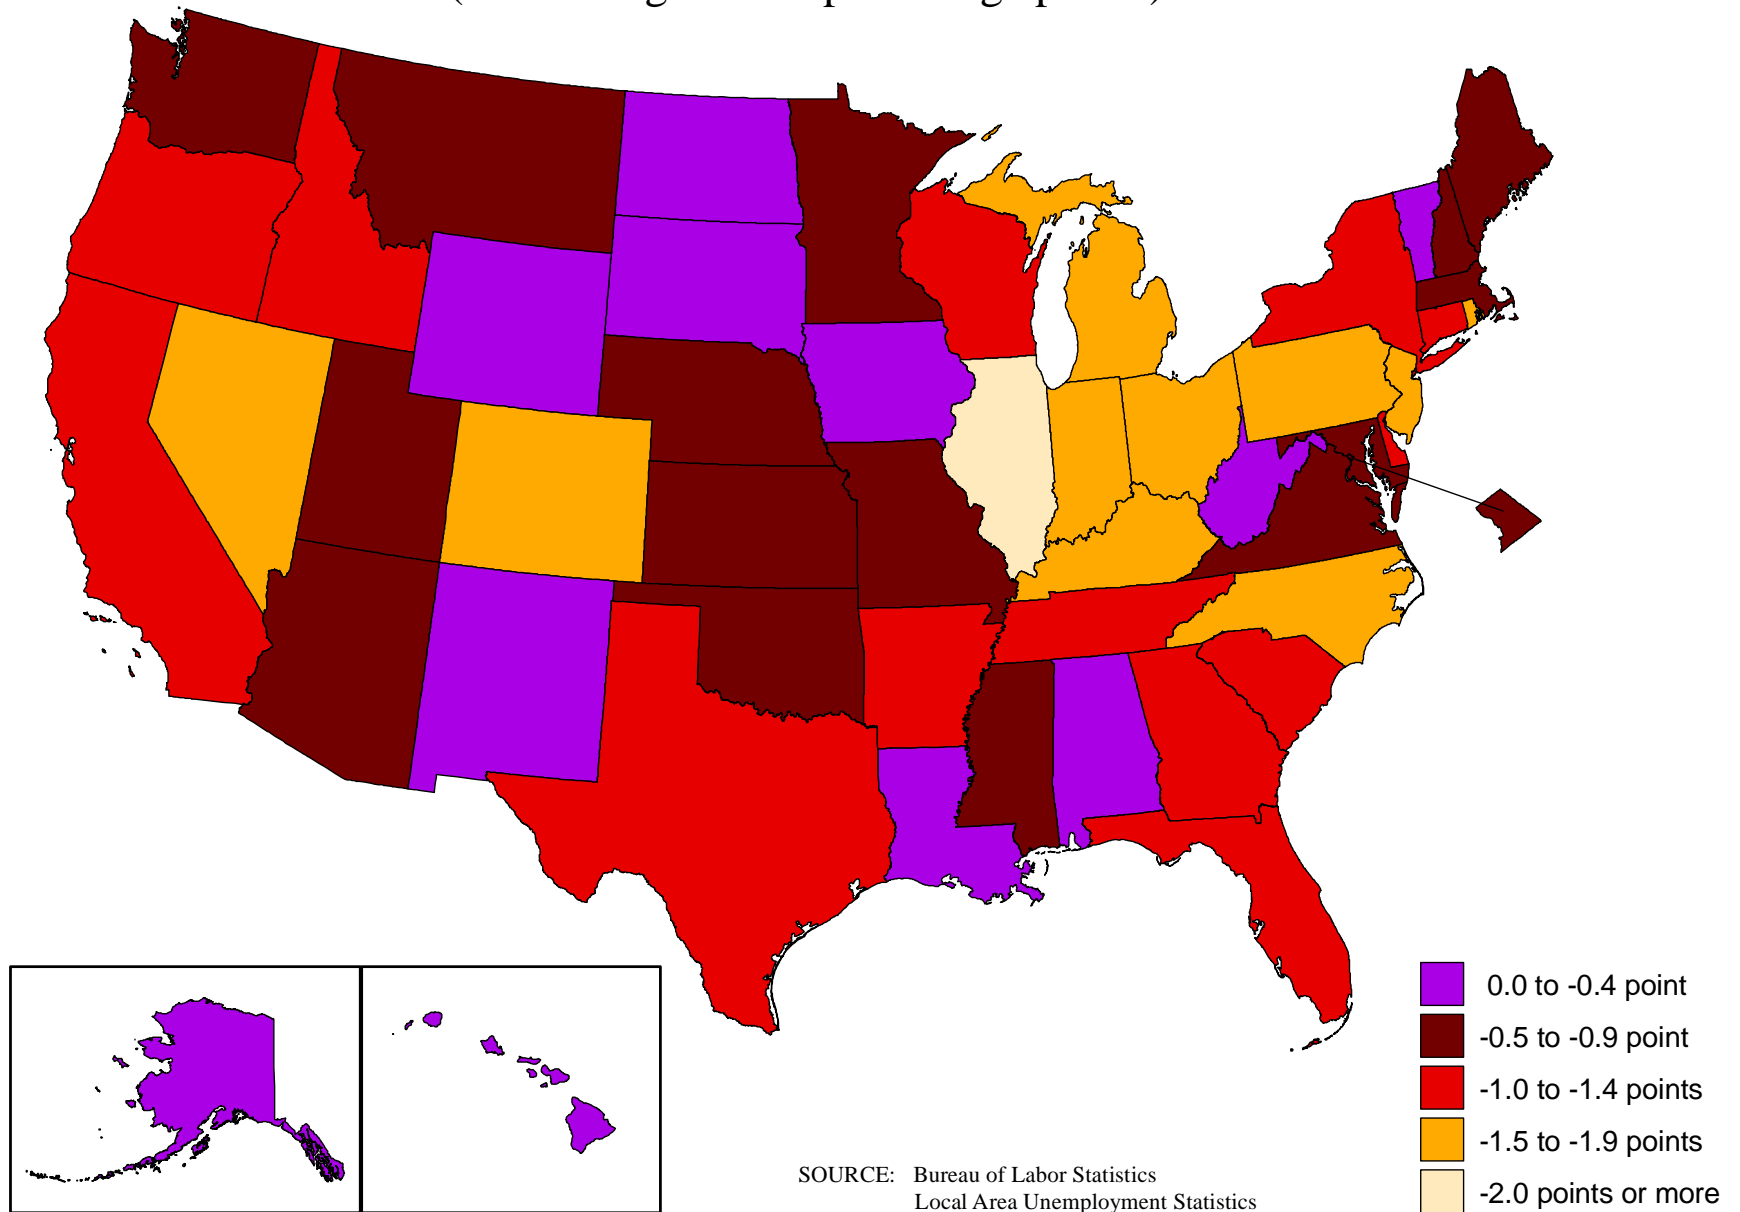 0.0 to -0.4 point
-0.5 to -0.9 point
-1.0 to -1.4 points
-1.5 to -1.9 points
-2.0 points or more
SOURCE: Bureau of Labor Statistics
Local Area Unemployment Statistics